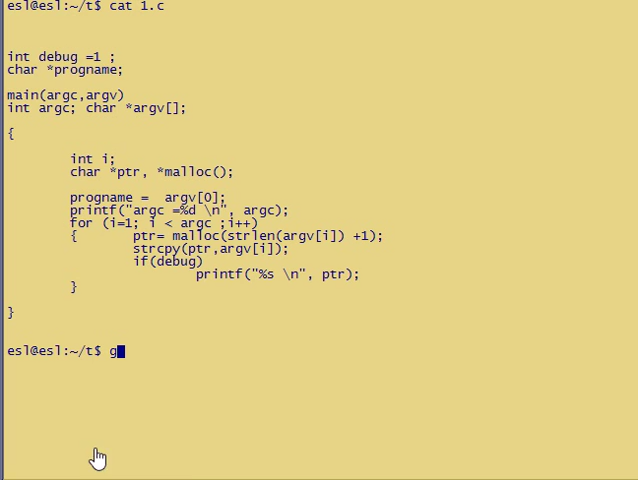 esl@esl:~/t$ cat 1.c
int debug =1 ;
char *progname;
main(argc,argv)
int argc; char *argv[];
{
int i;
char *ptr, *malloc();
progname =  argv[0];
printf("argc =%d \n", argc);
for (i=1; i < argc ;i++)
{       ptr= malloc(strlen(argv[i]) +1);
strcpy(ptr,argv[i]);
if(debug)
printf("%s \n", ptr);
}
}
esl@esl:~/t$ g